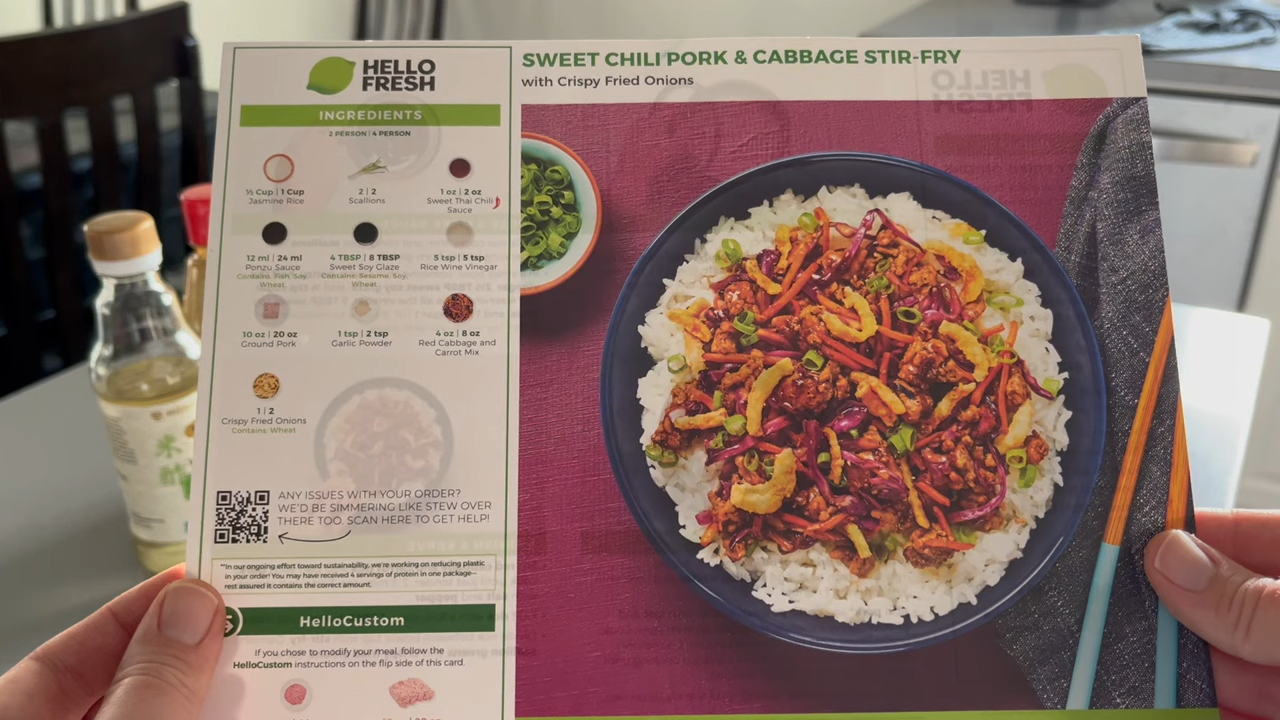 HELLO
FRESH
SWEET CHILI PORK & CABBAGE STIR-FRY
with Crispy Fried Onions
INGREDIENTS
2 PERSON | 4 PERSON
½ Cup | 1 Cup
Jasmine Rice
2 | 2
Scallions
1 oz | 2 oz
Sweet Thai Chili
Sauce
12 ml | 24 ml
Ponzu Sauce
Contains: Fish, Soy,
Wheat
4 TBSP | 8 TBSP
Sweet Soy Glaze
Contains: Sesame, Soy,
Wheat
5 tsp | 5 tsp
Rice Wine Vinegar
10 oz | 20 oz
Ground Pork
1 tsp | 2 tsp
Garlic Powder
4 oz | 8 oz
Red Cabbage and
Carrot Mix
1 | 2
Crispy Fried Onions
Contains: Wheat
ANY ISSUES WITH YOUR ORDER?
WE'D BE SIMMERING LIKE STEW OVER
THERE TOO. SCAN HERE TO GET HELP!
**In our ongoing effort toward sustainability, we're working on reducing plastic
in your order! You may have received 4 servings of protein in one package—
rest assured it contains the correct amount.
HelloCustom
If you chose to modify your meal, follow the
HelloCustom instructions on the flip side of this card.
米